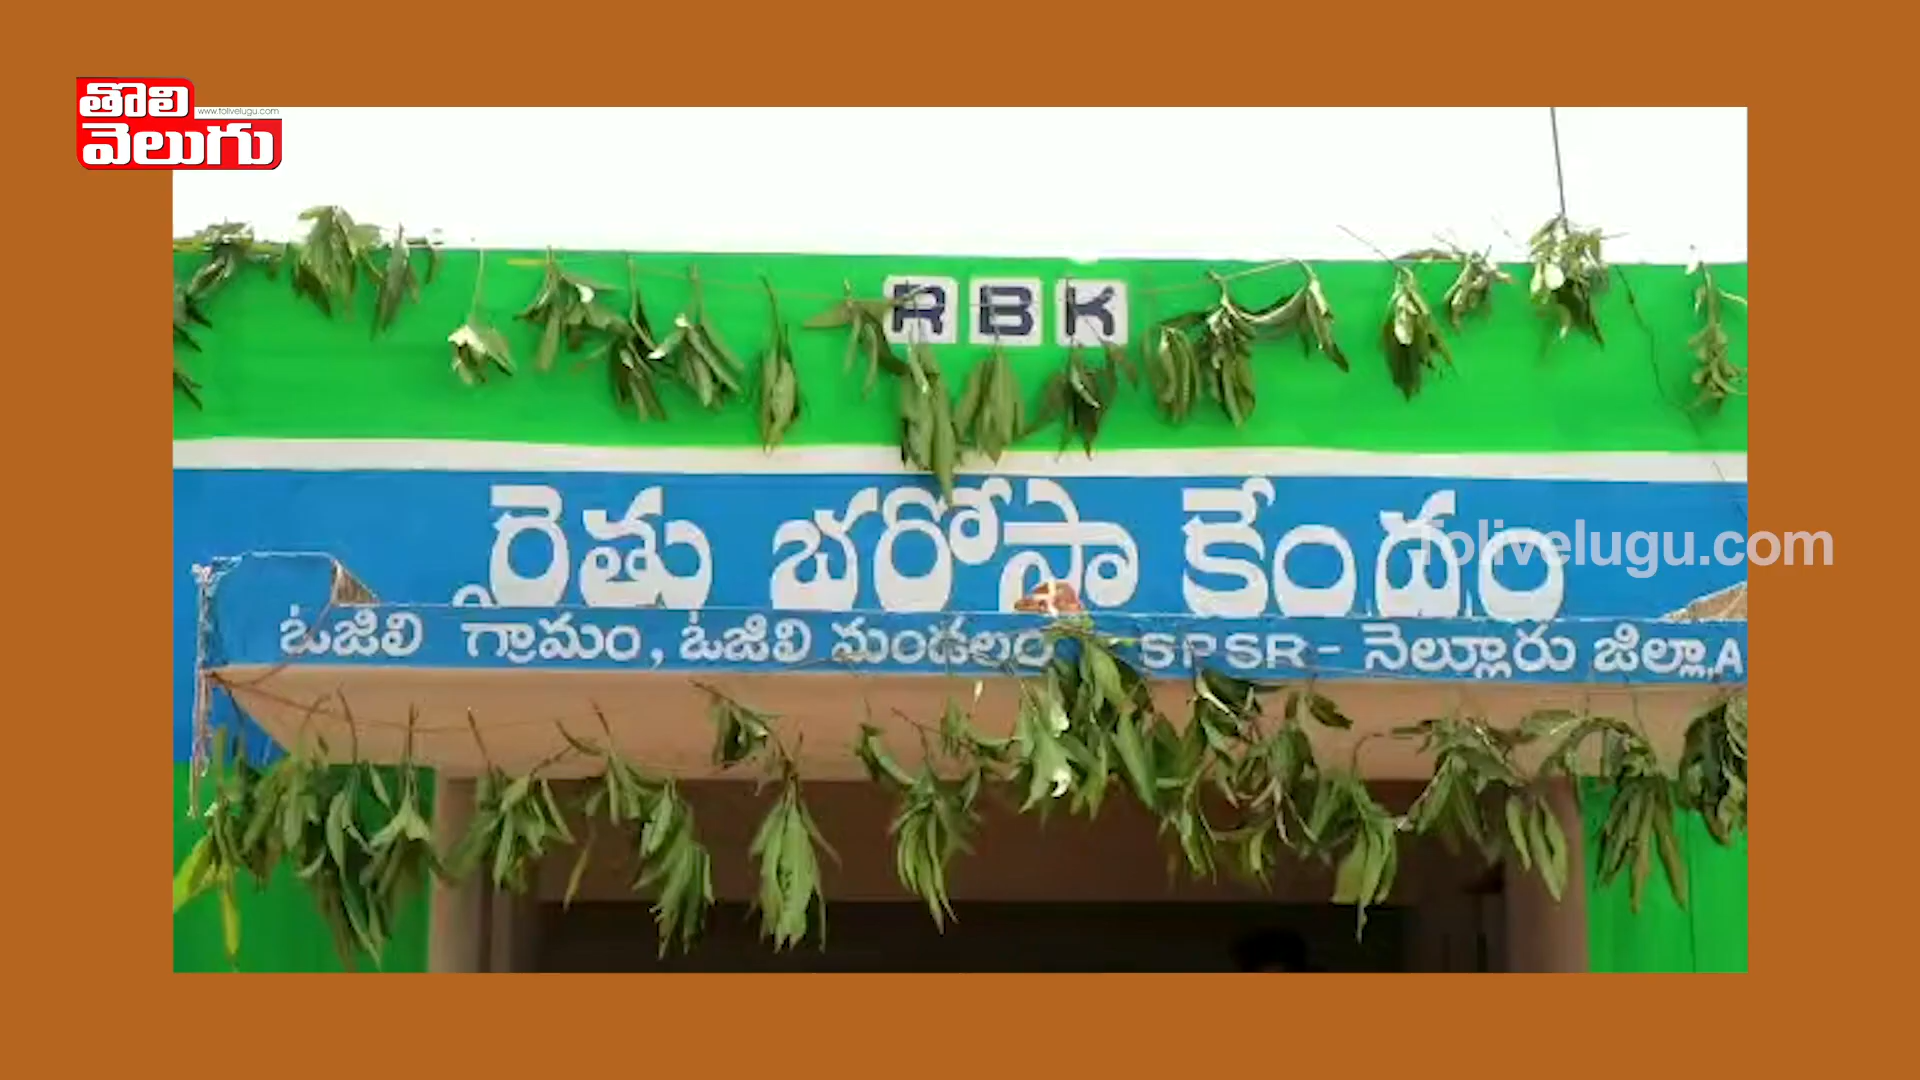 తొలి
www.tolivelugu.com
వెలుగు
RBK
రైతు భరోసా కేంద్రం
Tolivelugu.com
ఓజిలి గ్రామం, ఓజిలి మండలం - SPSR - నెల్లూరు జిల్లా, A